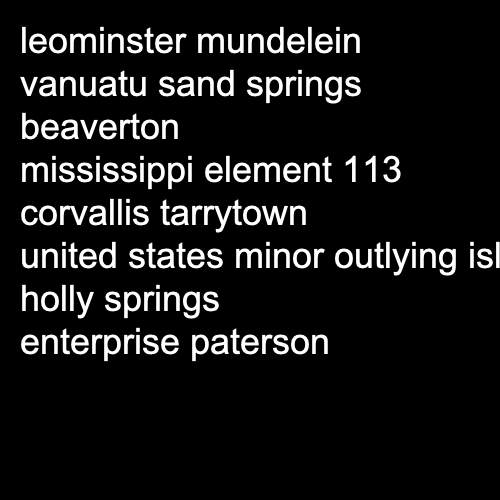 leominster mundelein
vanuatu sand springs
beaverton
mississippi element 113
corvallis tarrytown
united states minor outlying
holly springs
enterprise paterson